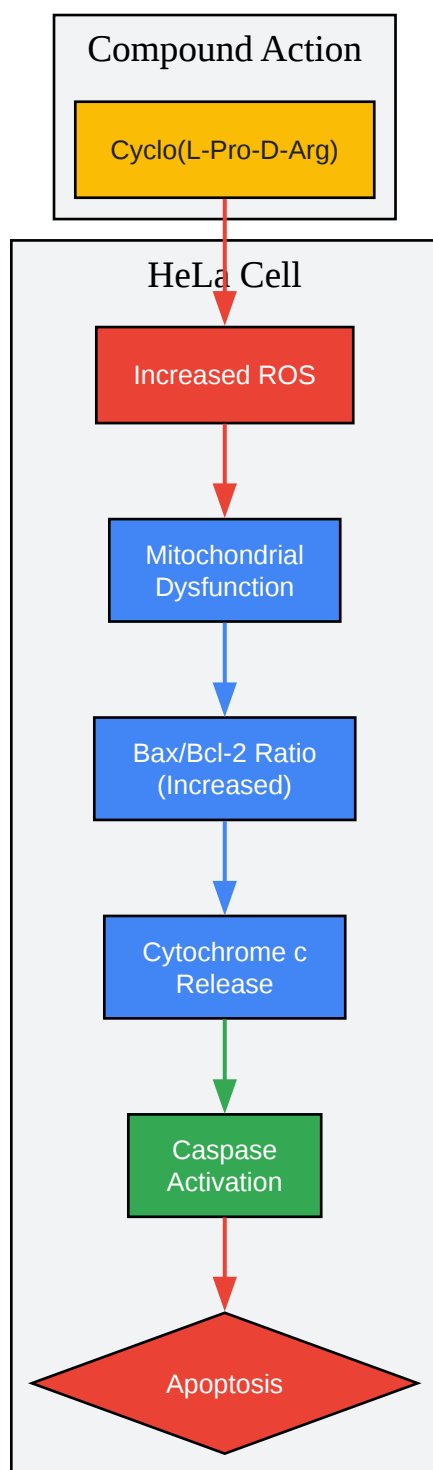 Compound Action
Cyclo(L-Pro-D-Arg)
HeLa Cell
Increased ROS
Mitochondrial
Dysfunction
Bax/Bcl-2 Ratio
(Increased)
Cytochrome c
Release
Caspase
Activation
Apoptosis